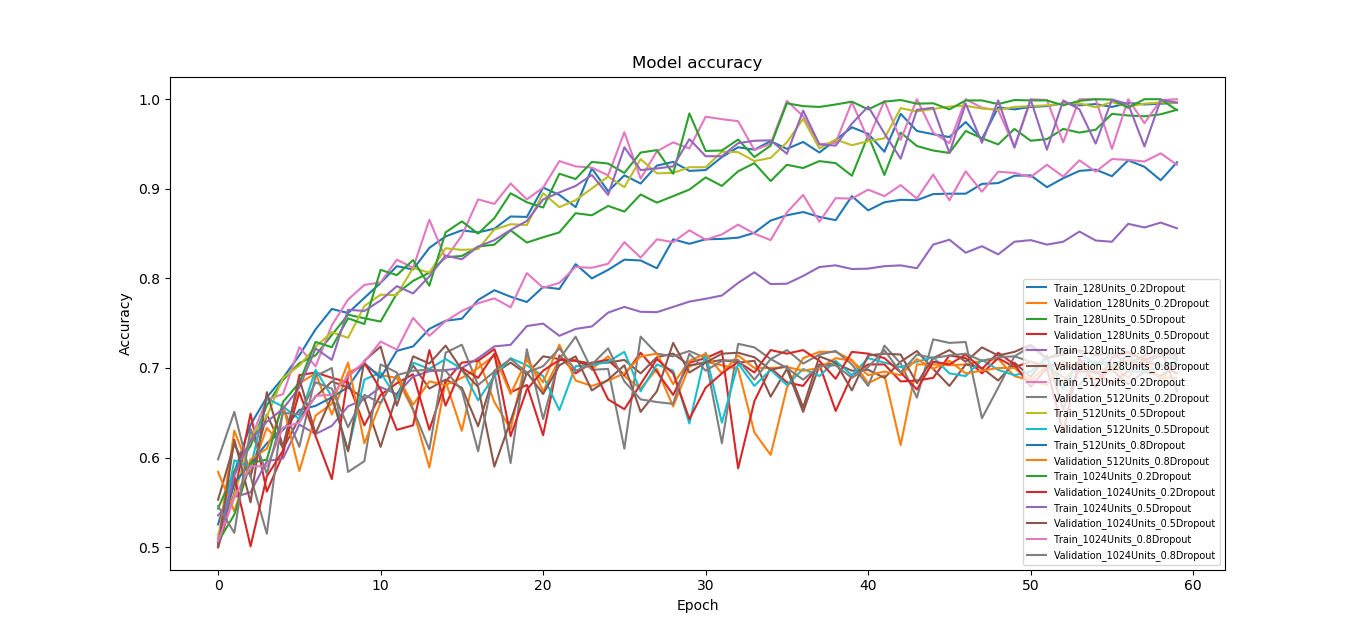 Model accuracy
1.0
0.9
0.8
0.7
0.6
0.5
Accuracy
0
10
20
30
40
50
60
Epoch
Train_128Units_0.2Dropout
Validation_128Units_0.2Dropout
Train_128Units_0.5Dropout
Validation_128Units_0.5Dropout
Train_128Units_0.8Dropout
Validation_128Units_0.8Dropout
Train_512Units_0.2Dropout
Validation_512Units_0.2Dropout
Train_512Units_0.5Dropout
Validation_512Units_0.5Dropout
Train_512Units_0.8Dropout
Validation_512Units_0.8Dropout
Train_1024Units_0.2Dropout
Validation_1024Units_0.2Dropout
Train_1024Units_0.5Dropout
Validation_1024Units_0.5Dropout
Train_1024Units_0.8Dropout
Validation_1024Units_0.8Dropout